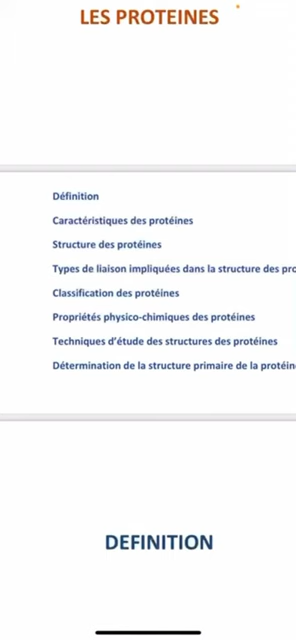 LES PROTEINES
Définition
Caractéristiques des protéines
Structure des protéines
Types de liaison impliquées dans la structure des pro
Classification des protéines
Propriétés physico-chimiques des protéines
Techniques d'étude des structures des protéines
Détermination de la structure primaire de la protéin
DEFINITION